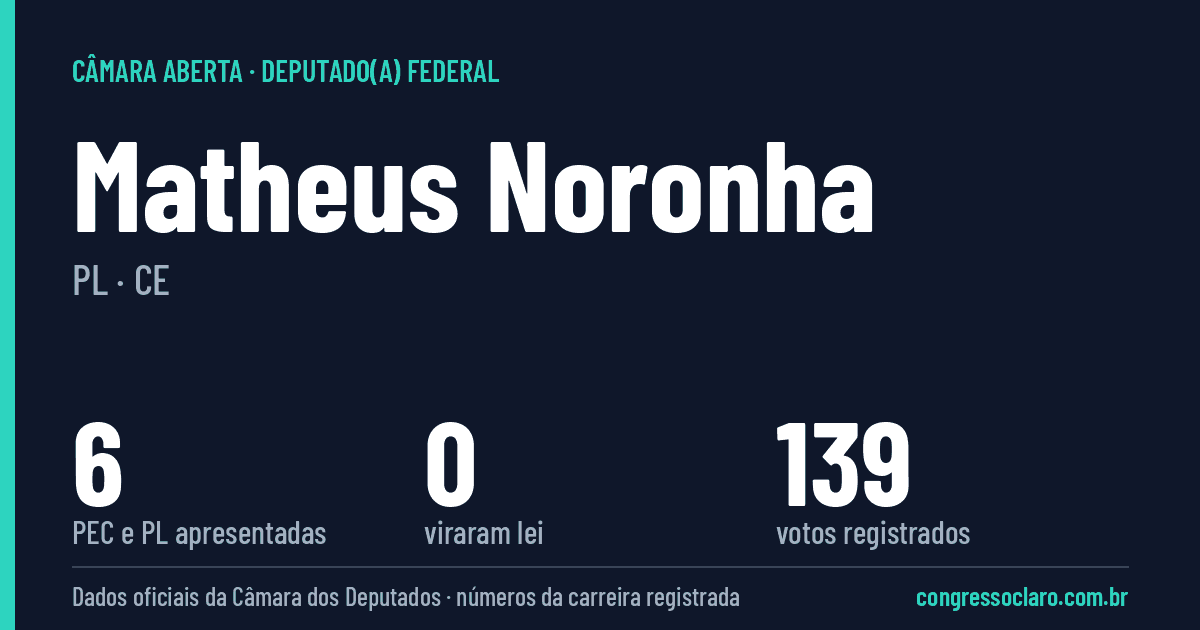 CÂMARA ABERTA · DEPUTADO(A) FEDERAL
Matheus Noronha
PL · CE
6 0 139
PEC e PL apresentadas viraram lei votos registrados
Dados oficiais da Câmara dos Deputados · números da carreira registrada congressoclaro.com.br